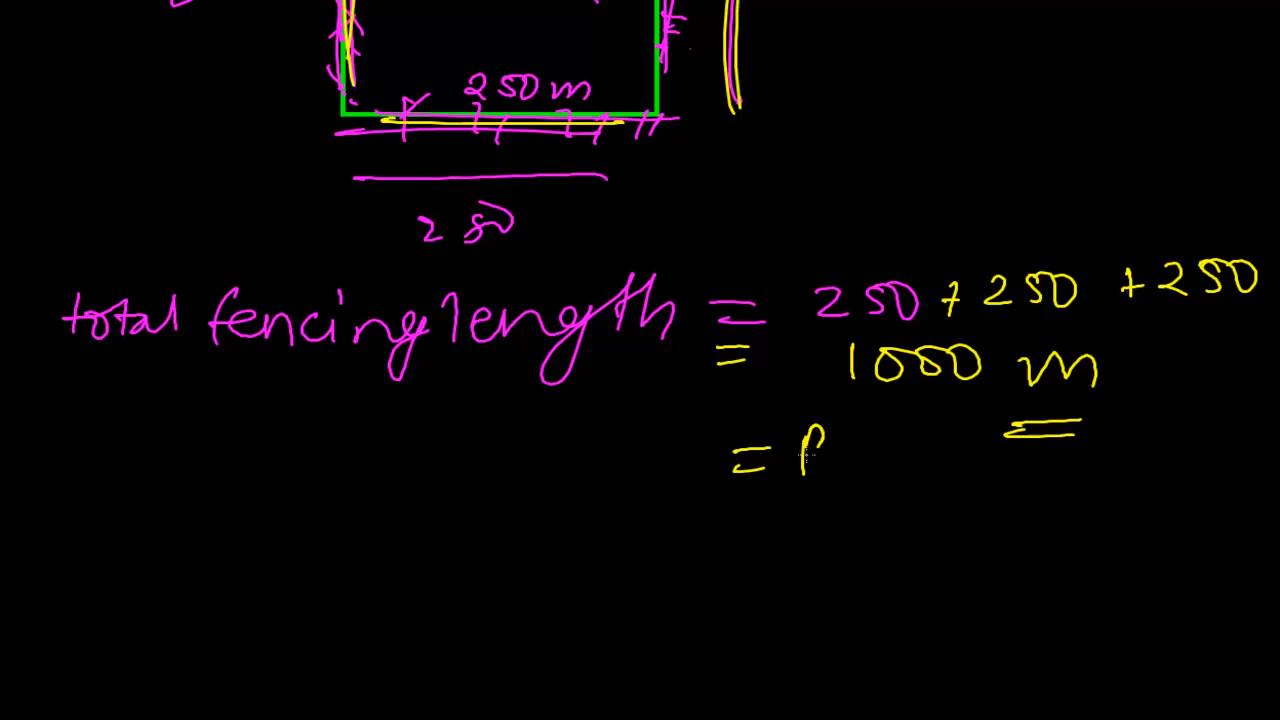 250 m
250
total fencing length = 250 + 250 + 250
= 1000 m
= P